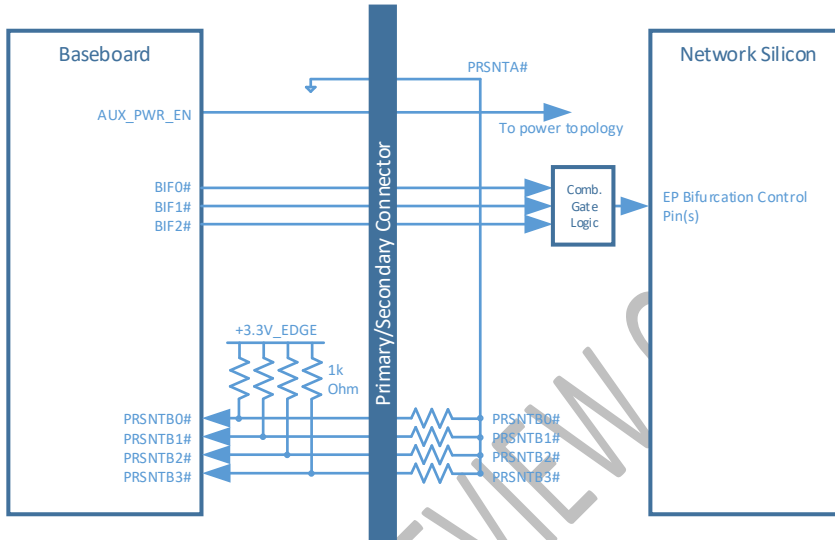 Baseboard
PRSNTA#
Network Silicon
AUX_PWR_EN
To power topology
BIF0#
BIF1#
BIF2#
Comb.
Gate
Logic
EP Bifurcation Control
Pin(s)
Primary/Secondary Connector
+3.3V_EDGE
1k
Ohm
PRSNTB0#
PRSNTB1#
PRSNTB2#
PRSNTB3#
PRSNTB0#
PRSNTB1#
PRSNTB2#
PRSNTB3#
REVIEW